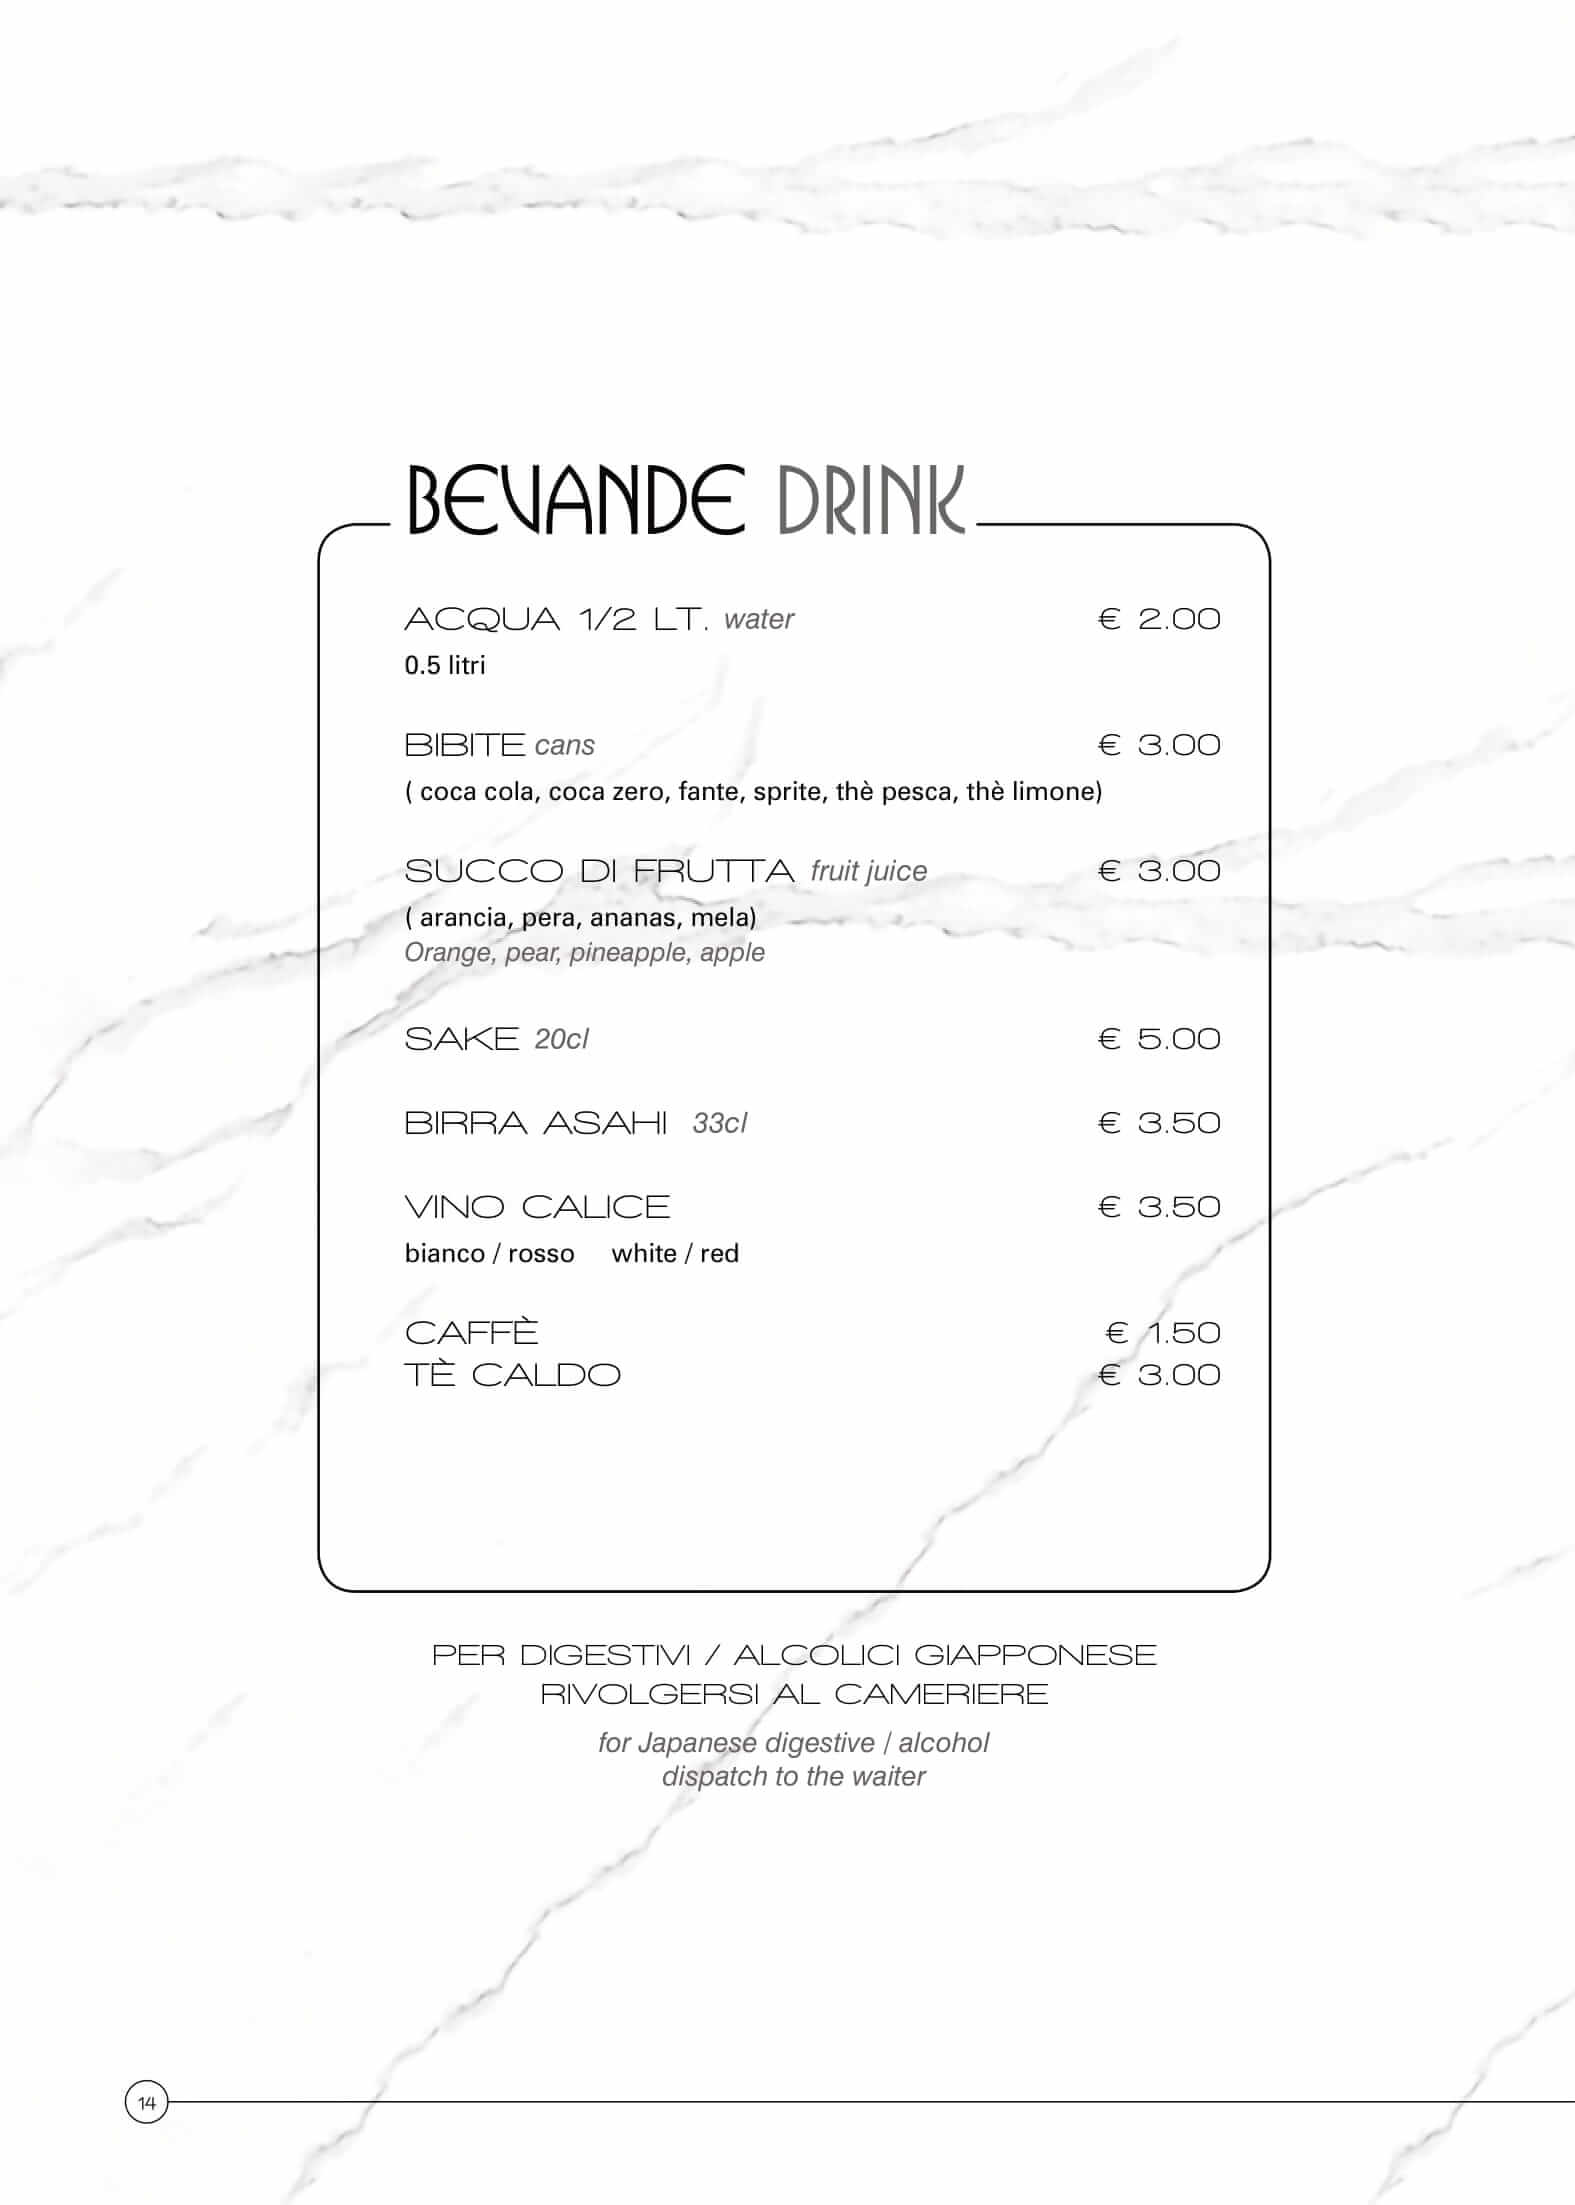 BEVANDE DRINK
ACQUA 1/2 LT. water € 2.00
0.5 litri
BIBITE cans € 3.00
( coca cola, coca zero, fante, sprite, thè pesca, thè limone)
SUCCO DI FRUTTA fruit juice € 3.00
( arancia, pera, ananas, mela)
Orange, pear, pineapple, apple
SAKE 20cl € 5.00
BIRRA ASAHI 33cl € 3.50
VINO CALICE € 3.50
bianco / rosso white / red
CAFFÈ € 1.50
TÈ CALDO € 3.00
PER DIGESTIVI / ALCOLICI GIAPPONESE
RIVOLGERSI AL CAMERIERE
for Japanese digestive / alcohol
dispatch to the waiter
14